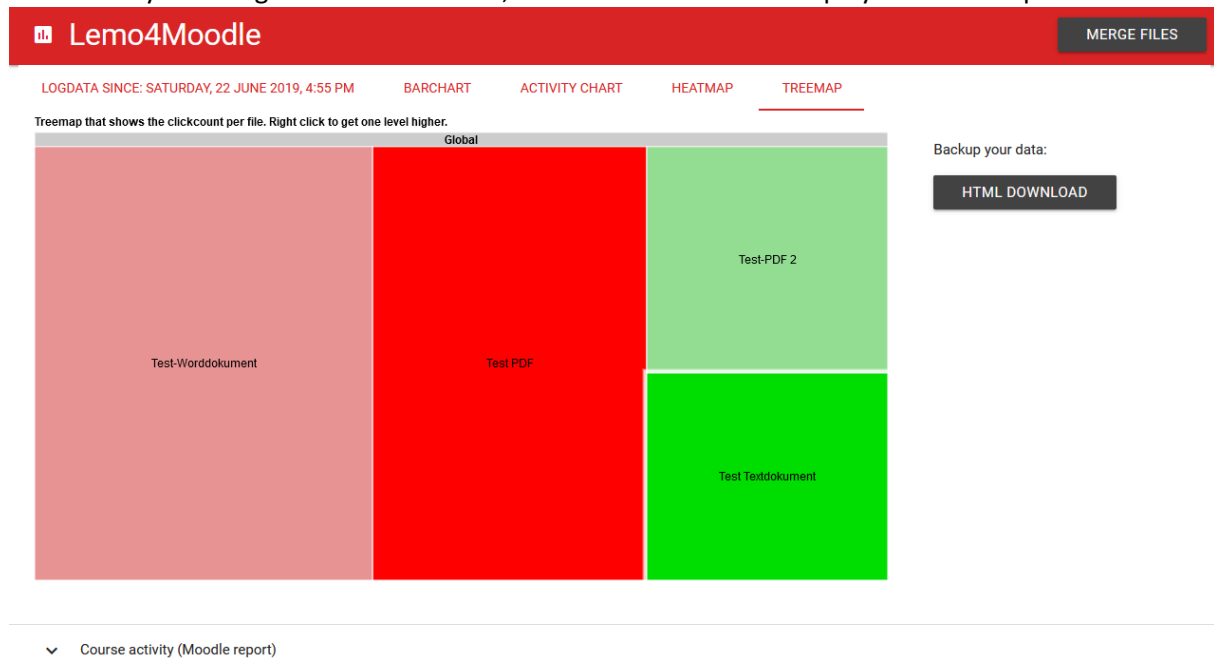 Lemo4Moodle
MERGE FILES
LOGDATA SINCE: SATURDAY, 22 JUNE 2019, 4:55 PM BARCHART ACTIVITY CHART HEATMAP TREEMAP
Treemap that shows the clickcount per file. Right click to get one level higher.
Global
Backup your data:
HTML DOWNLOAD
Test-PDF 2
Test-Worddokument
Test PDF
Test Textdokument
Course activity (Moodle report)